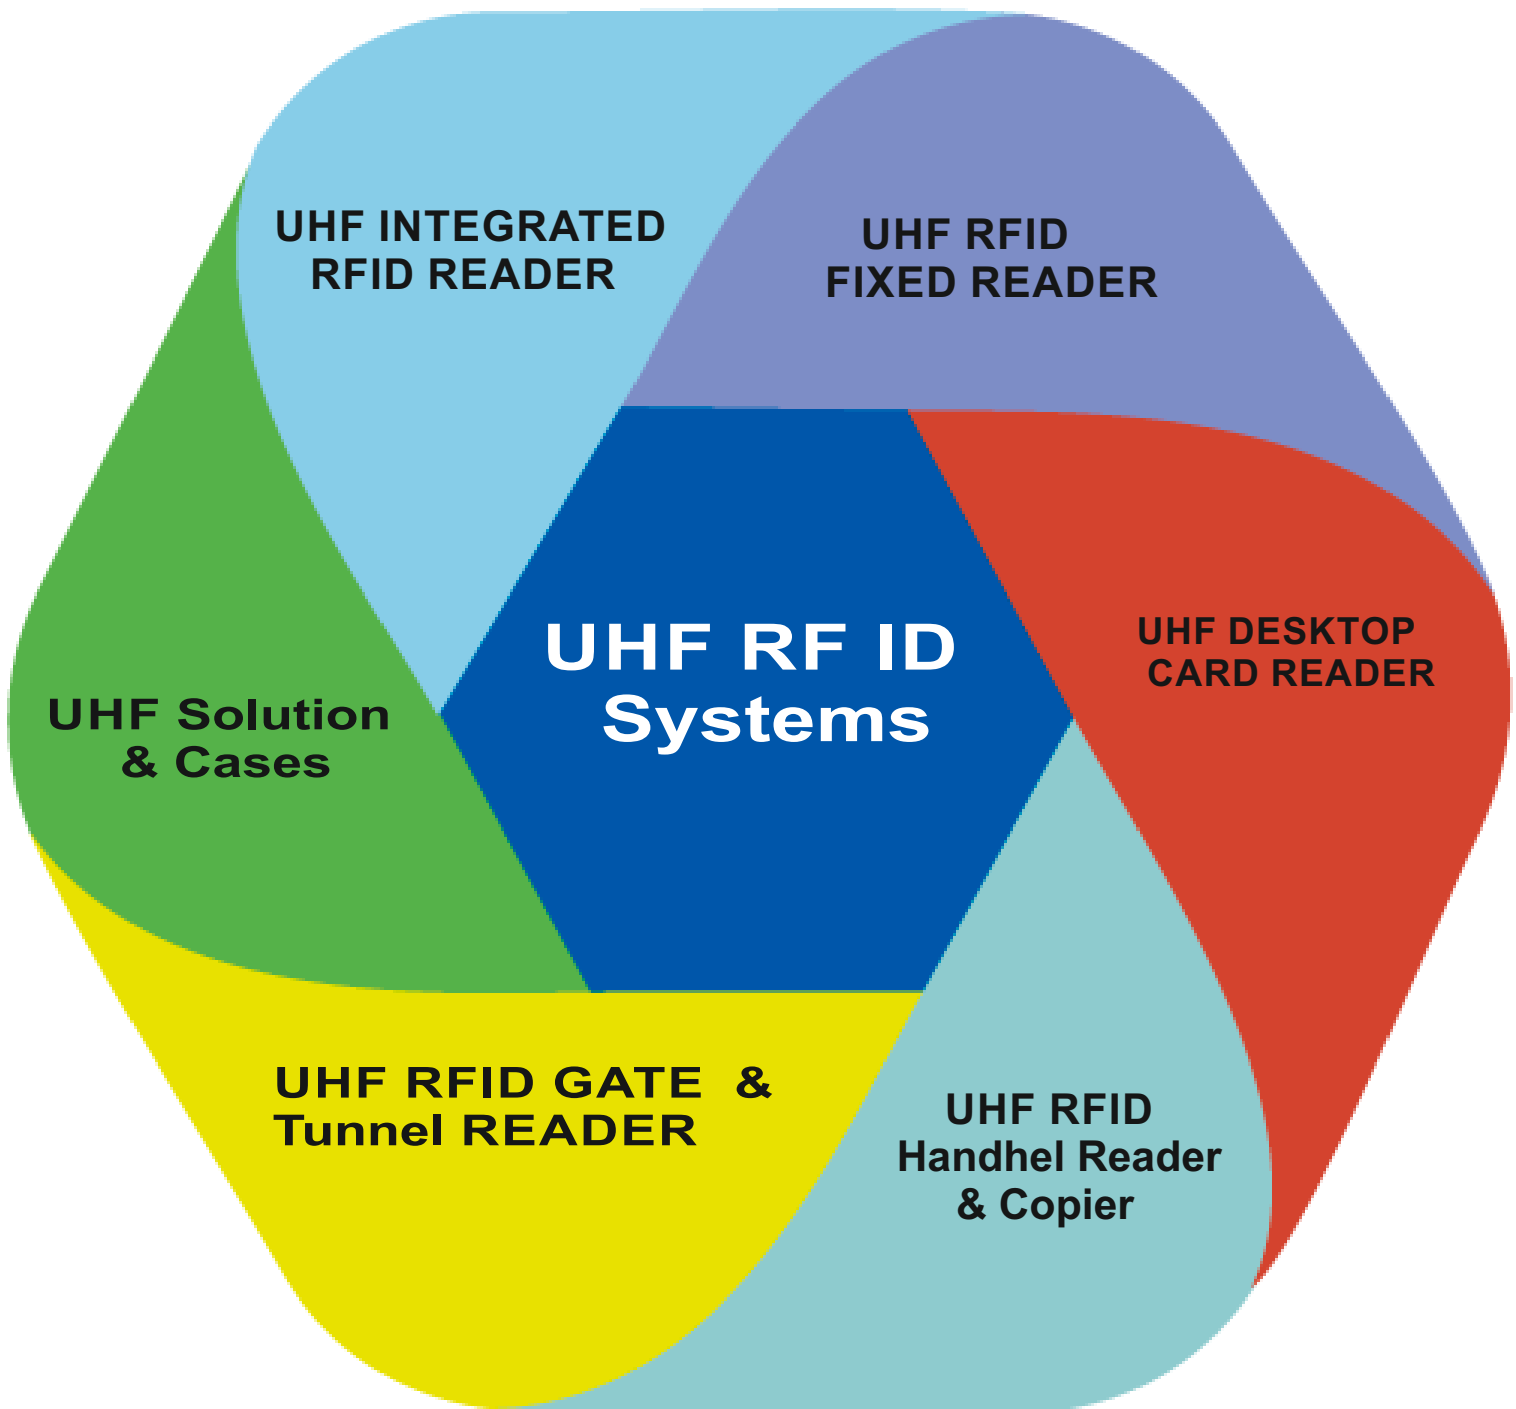 UHF INTEGRATED
RFID READER
UHF RFID
FIXED READER
UHF DESKTOP
CARD READER
UHF RF ID
Systems
UHF Solution
& Cases
UHF RFID GATE &
Tunnel READER
UHF RFID
Handhel Reader
& Copier